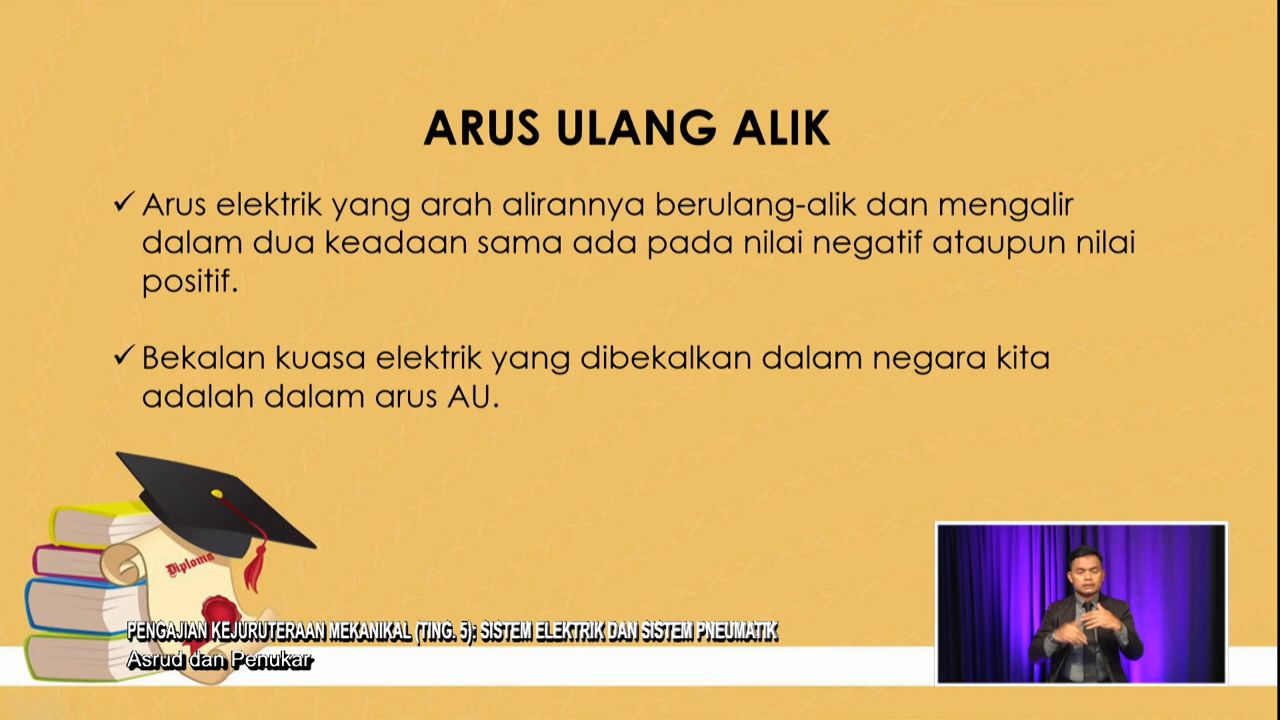 ARUS ULANG ALIK
✓ Arus elektrik yang arah alirannya berulang-alik dan mengalir
dalam dua keadaan sama ada pada nilai negatif ataupun nilai
positif.
✓ Bekalan kuasa elektrik yang dibekalkan dalam negara kita
adalah dalam arus AU.
Diploma
PENGAJIAN KEJURUTERAAN MEKANIKAL (TING. 5); SISTEM ELEKTRIK DAN SISTEM PNEUMATIK
Asrud dan Penukar